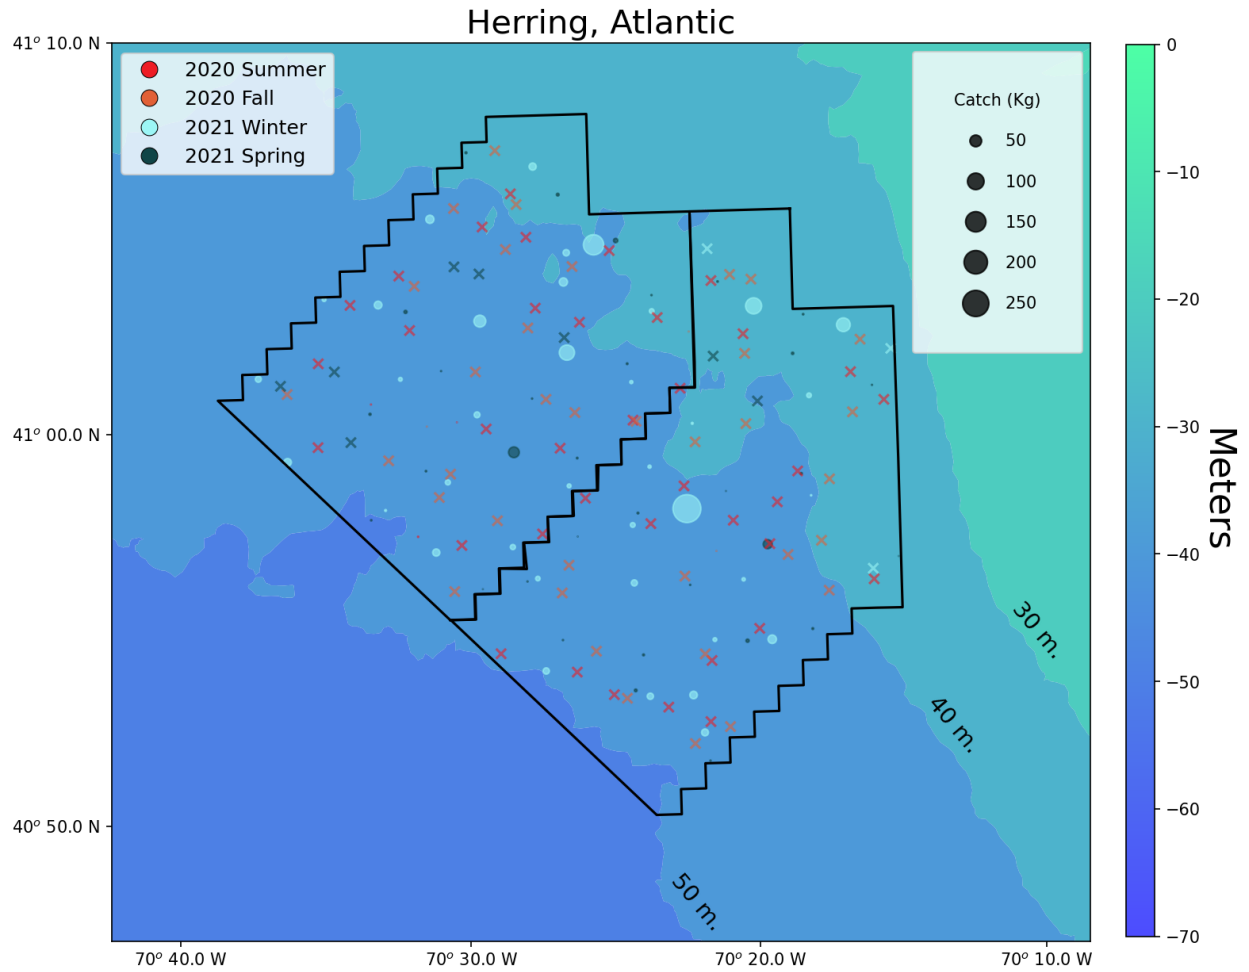 Herring, Atlantic
41° 10.0 N
41° 00.0 N
40° 50.0 N
70° 40.0 W
70° 30.0 W
70° 20.0 W
70° 10.0 W
2020 Summer
2020 Fall
2021 Winter
2021 Spring
Catch (Kg)
50
100
150
200
250
30 m.
40 m.
50 m.
0
−10
−20
−30
−40
−50
−60
−70
Meters